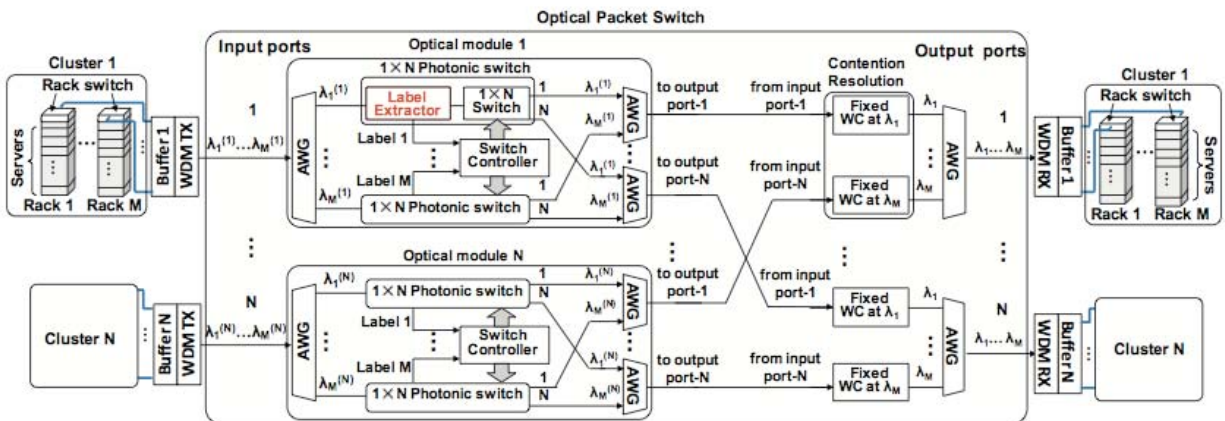 Optical Packet Switch
Input ports
Output ports
Cluster 1
Rack switch
Servers
Rack 1
Rack M
Buffer 1
WDM TX
1
λ1(1)...λM(1)
AWG
Optical module 1
1×N Photonic switch
λ1(1)
Label Extractor
1×N Switch
Label 1
Switch Controller
Label M
λM(1)
1×N Photonic switch
1
N
1
N
λ1(1)
λM(1)
λ1(1)
λM(1)
AWG
AWG
to output port-1
to output port-N
from input port-1
from input port-N
Contention Resolution
Fixed WC at λ1
Fixed WC at λM
λ1
λM
AWG
1
λ1...λM
WDM RX
Buffer 1
Cluster 1
Rack switch
Servers
Rack 1
Rack M
Cluster N
Buffer N
WDM TX
N
λ1(N)...λM(N)
AWG
Optical module N
λ1(N)
1×N Photonic switch
Label 1
Switch Controller
Label M
λM(N)
1×N Photonic switch
1
N
1
N
λ1(N)
λM(N)
λ1(N)
λM(N)
AWG
AWG
to output port-1
to output port-N
from input port-1
from input port-N
Fixed WC at λ1
Fixed WC at λM
λ1
λM
AWG
N
λ1...λM
WDM RX
Buffer N
Cluster N